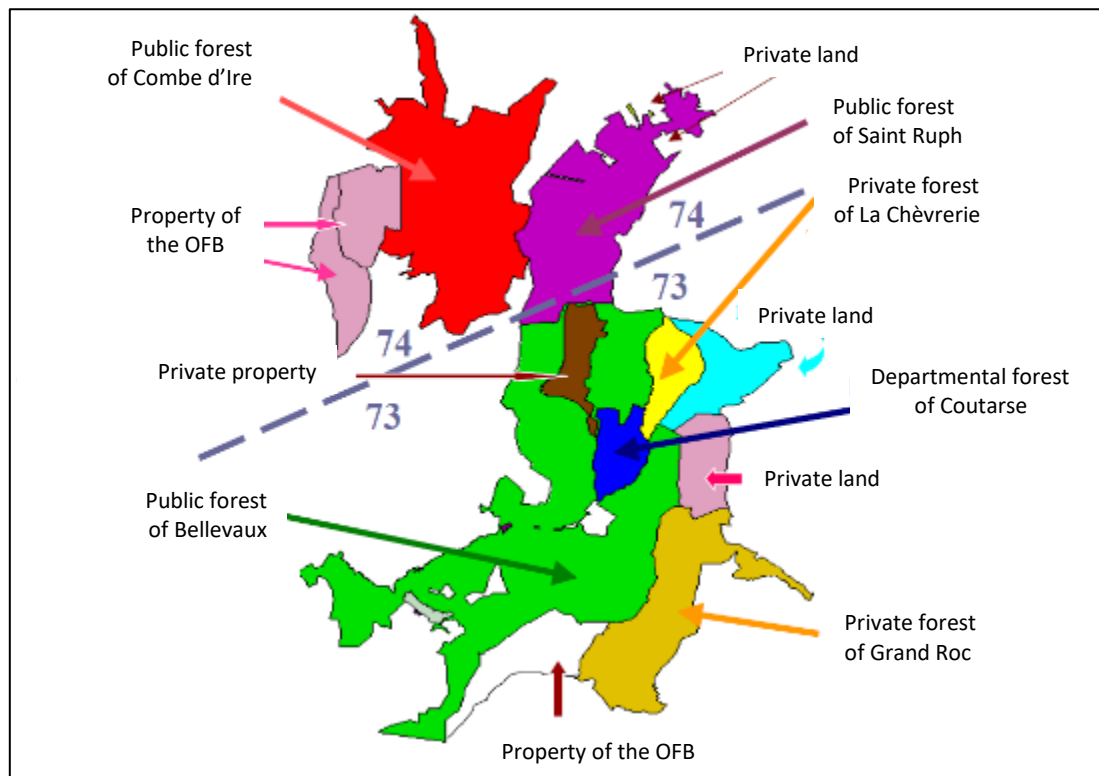 Public forest
of Combe d’Ire
Private land
Public forest
of Saint Ruph
Private forest
of La Chèvrerie
Property of
the OFB
74
73
Private land
74
Private property
73
Departmental forest
of Coutarse
Private land
Public forest
of Bellevaux
Private forest
of Grand Roc
Property of the OFB